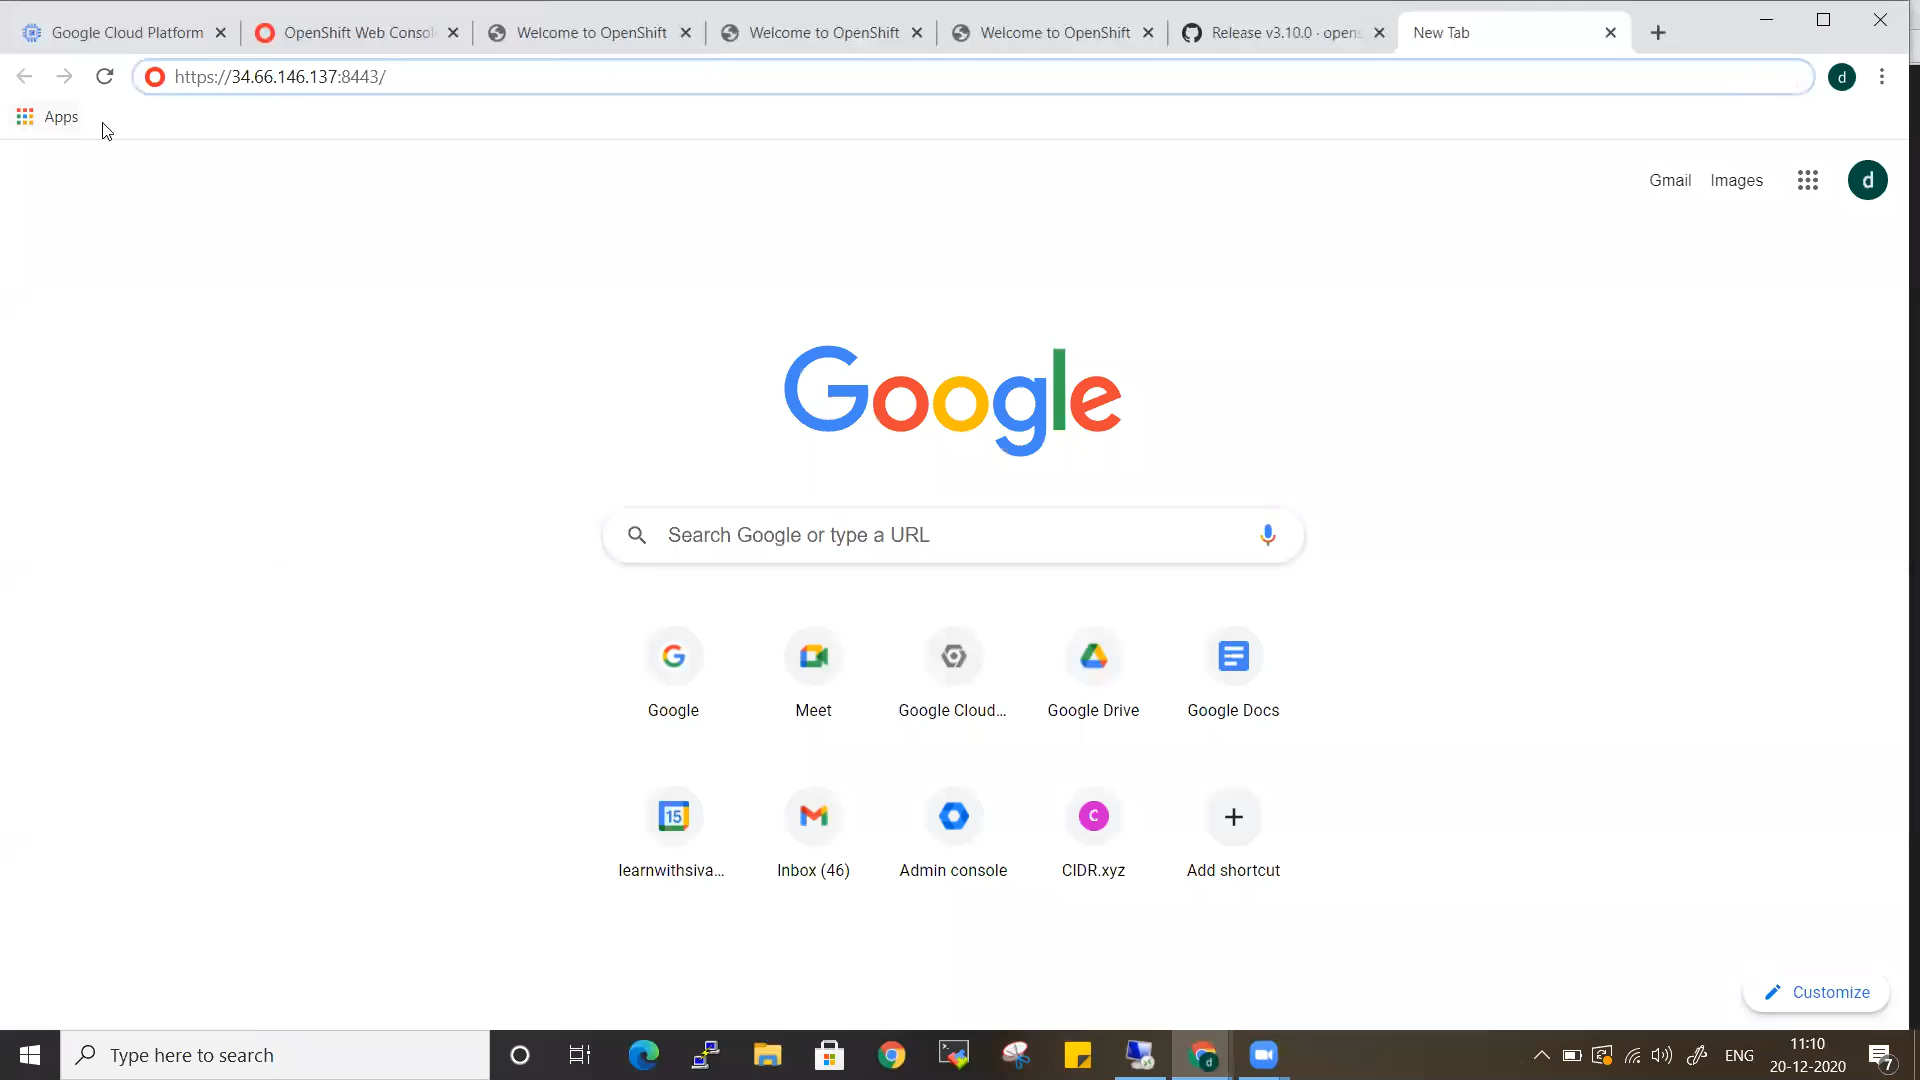 Google Cloud Platform
OpenShift Web Consol
Welcome to OpenShift
Welcome to OpenShift
Welcome to OpenShift
Release v3.10.0 · opens
New Tab
https://34.66.146.137:8443/
d
Apps
Gmail
Images
d
Google
Search Google or type a URL
Google
Meet
Google Cloud...
Google Drive
Google Docs
15
C
learnwithsiva...
Inbox (46)
Admin console
CIDR.xyz
Add shortcut
Customize
Type here to search
d
ENG
11:10
20-12-2020
7